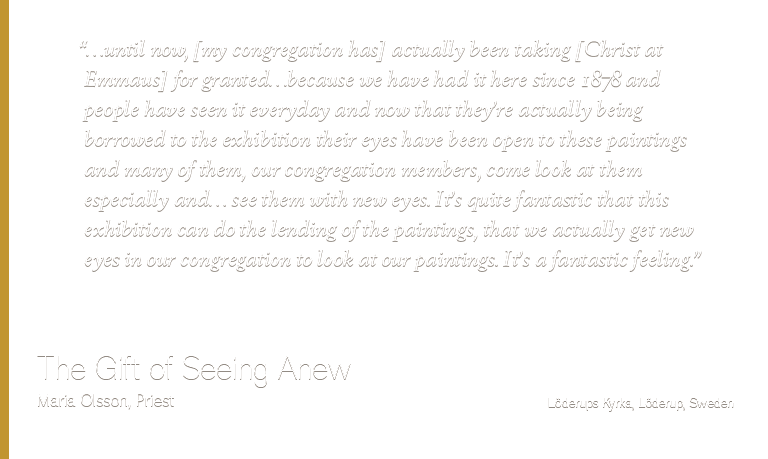 “…until now, [my congregation has] actually been taking [Christ at
Emmaus] for granted…because we have had it here since 1878 and
people have seen it everyday and now that they’re actually being
borrowed to the exhibition their eyes have been open to these paintings
and many of them, our congregation members, come look at them
especially and… see them with new eyes. It’s quite fantastic that this
exhibition can do the lending of the paintings, that we actually get new
eyes in our congregation to look at our paintings. It’s a fantastic feeling.”
The Gift of Seeing Anew
Maria Olsson, Priest
Löderups Kyrka, Löderup, Sweden